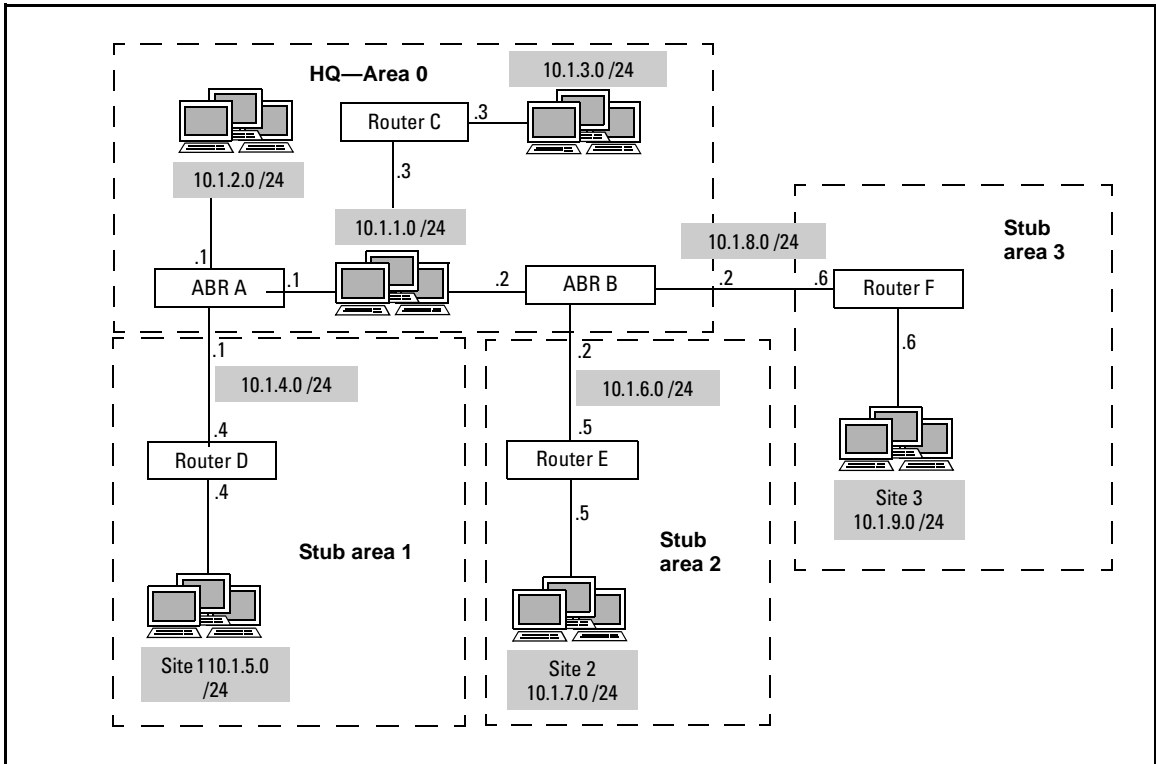 HQ—Area 0
10.1.3.0 /24
Router C
.3
.3
10.1.2.0 /24
10.1.1.0 /24
.1
ABR A
.1
.2
ABR B
.2
10.1.8.0 /24
.6
Router F
Stub
area 3
.6
Site 3
10.1.9.0 /24
.1
10.1.4.0 /24
.4
Router D
.4
Stub area 1
Site 110.1.5.0
/24
.2
10.1.6.0 /24
.5
Router E
.5
Stub
area 2
Site 2
10.1.7.0 /24